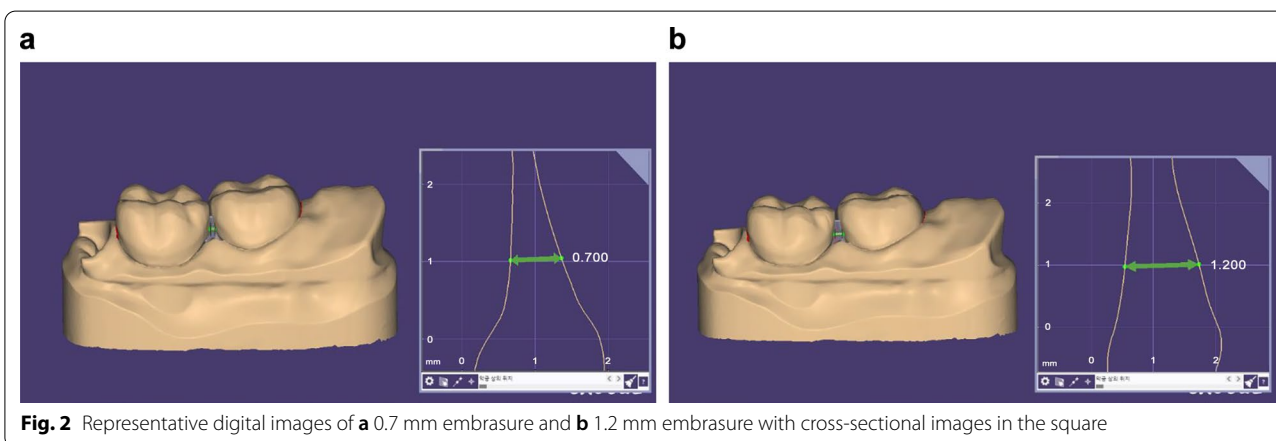 a
b
2
0.700
1
0
mm 0 1 2
2
1.200
1
0
mm 0 1 2
Fig. 2 Representative digital images of a 0.7 mm embrasure and b 1.2 mm embrasure with cross-sectional images in the square